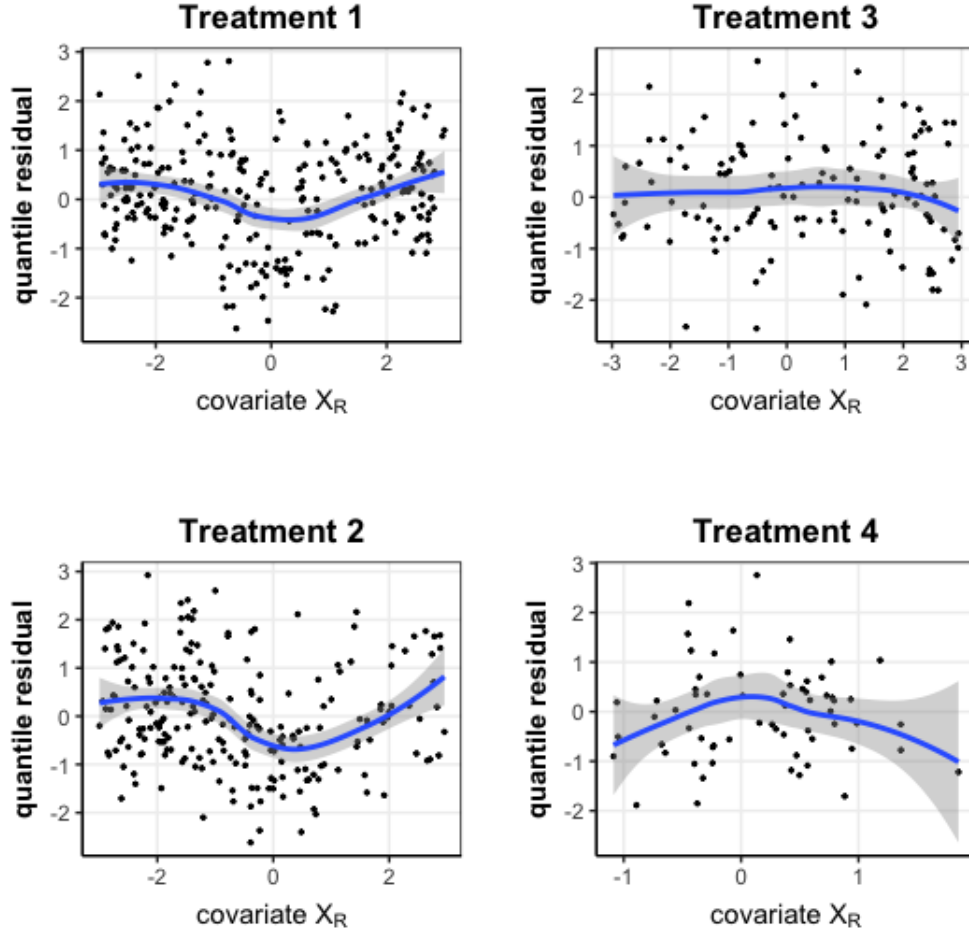 Treatment 1
quantile residual
3
2
1
0
-1
-2
-2 0 2
covariate X_R
Treatment 3
quantile residual
2
1
0
-1
-2
-3 -2 -1 0 1 2 3
covariate X_R
Treatment 2
quantile residual
3
2
1
0
-1
-2
-2 0 2
covariate X_R
Treatment 4
quantile residual
3
2
1
0
-1
-2
-1 0 1
covariate X_R